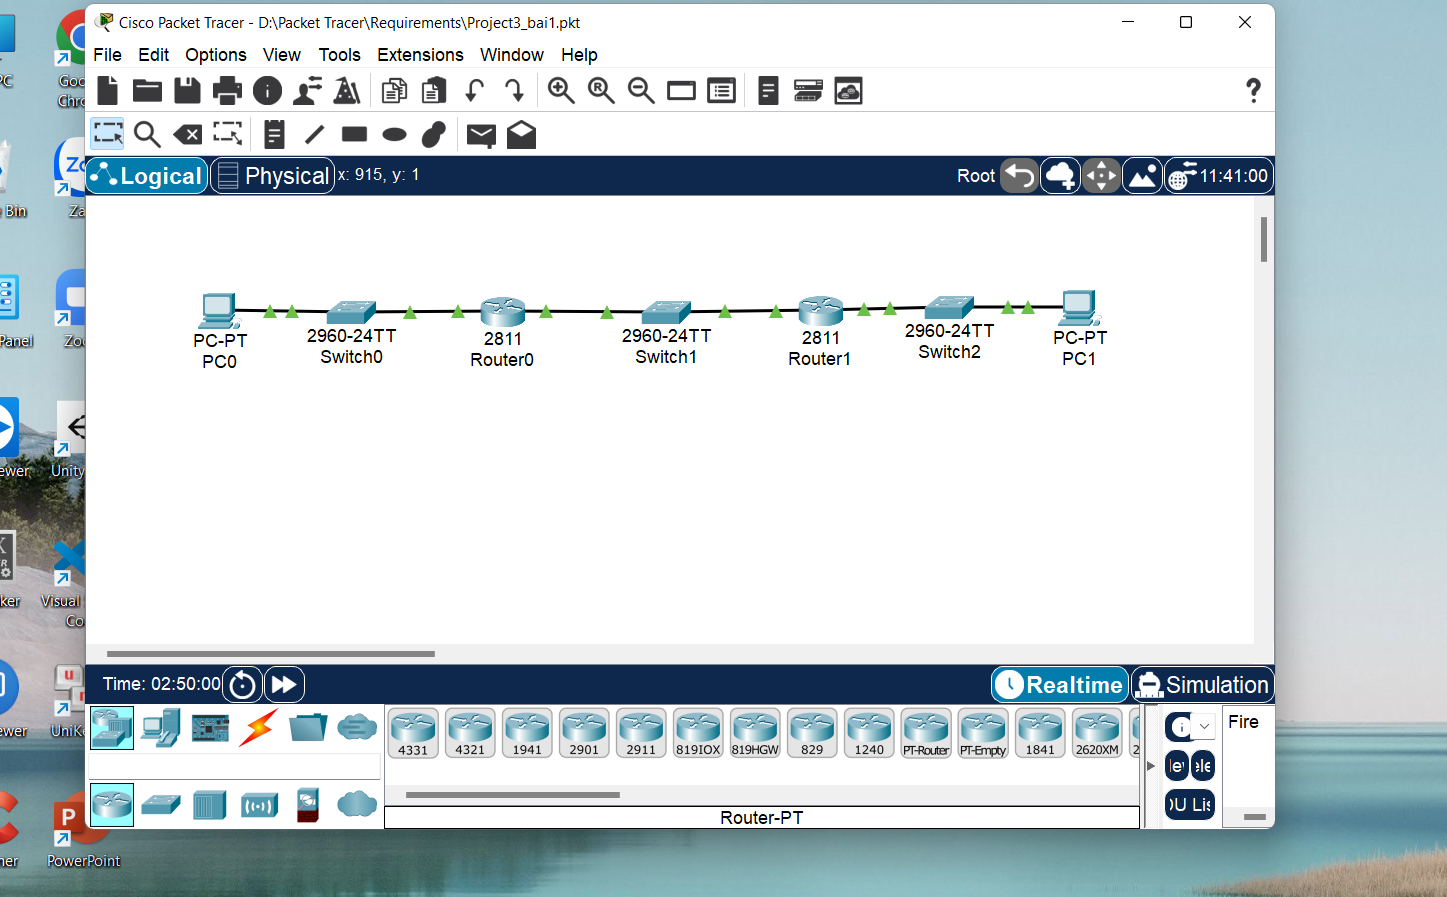 Cisco Packet Tracer - D:\Packet Tracer\Requirements\Project3_bai1.pkt
File Edit Options View Tools Extensions Window Help
Logical
Physical
x: 915, y: 1
Root
11:41:00
PC-PT
PC0
2960-24TT
Switch0
2811
Router0
2960-24TT
Switch1
2811
Router1
2960-24TT
Switch2
PC-PT
PC1
Time: 02:50:00
Realtime
Simulation
4331
4321
1941
2901
2911
819IOX
819HGW
829
1240
PT-Router
PT-Empty
1841
2620XM
Router-PT
Fire
PC
Goo
Chro
Bin
Za
Panel
Zoo
ewer
Unity
ker
Visual
Co
ewer
UniK
ner
PowerPoint